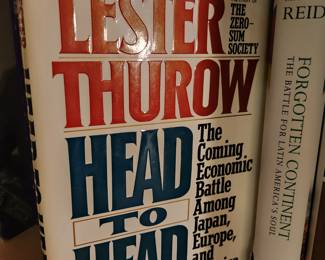 THE ZERO-
SUM
SOCIETY
LESTER
THUROW
HEAD
TO
HEAD
The
Coming
Economic
Battle
Among
Japan,
Europe,
and
REID
FORGOTTEN CONTINENT
THE BATTLE FOR LATIN AMERICA'S SOUL